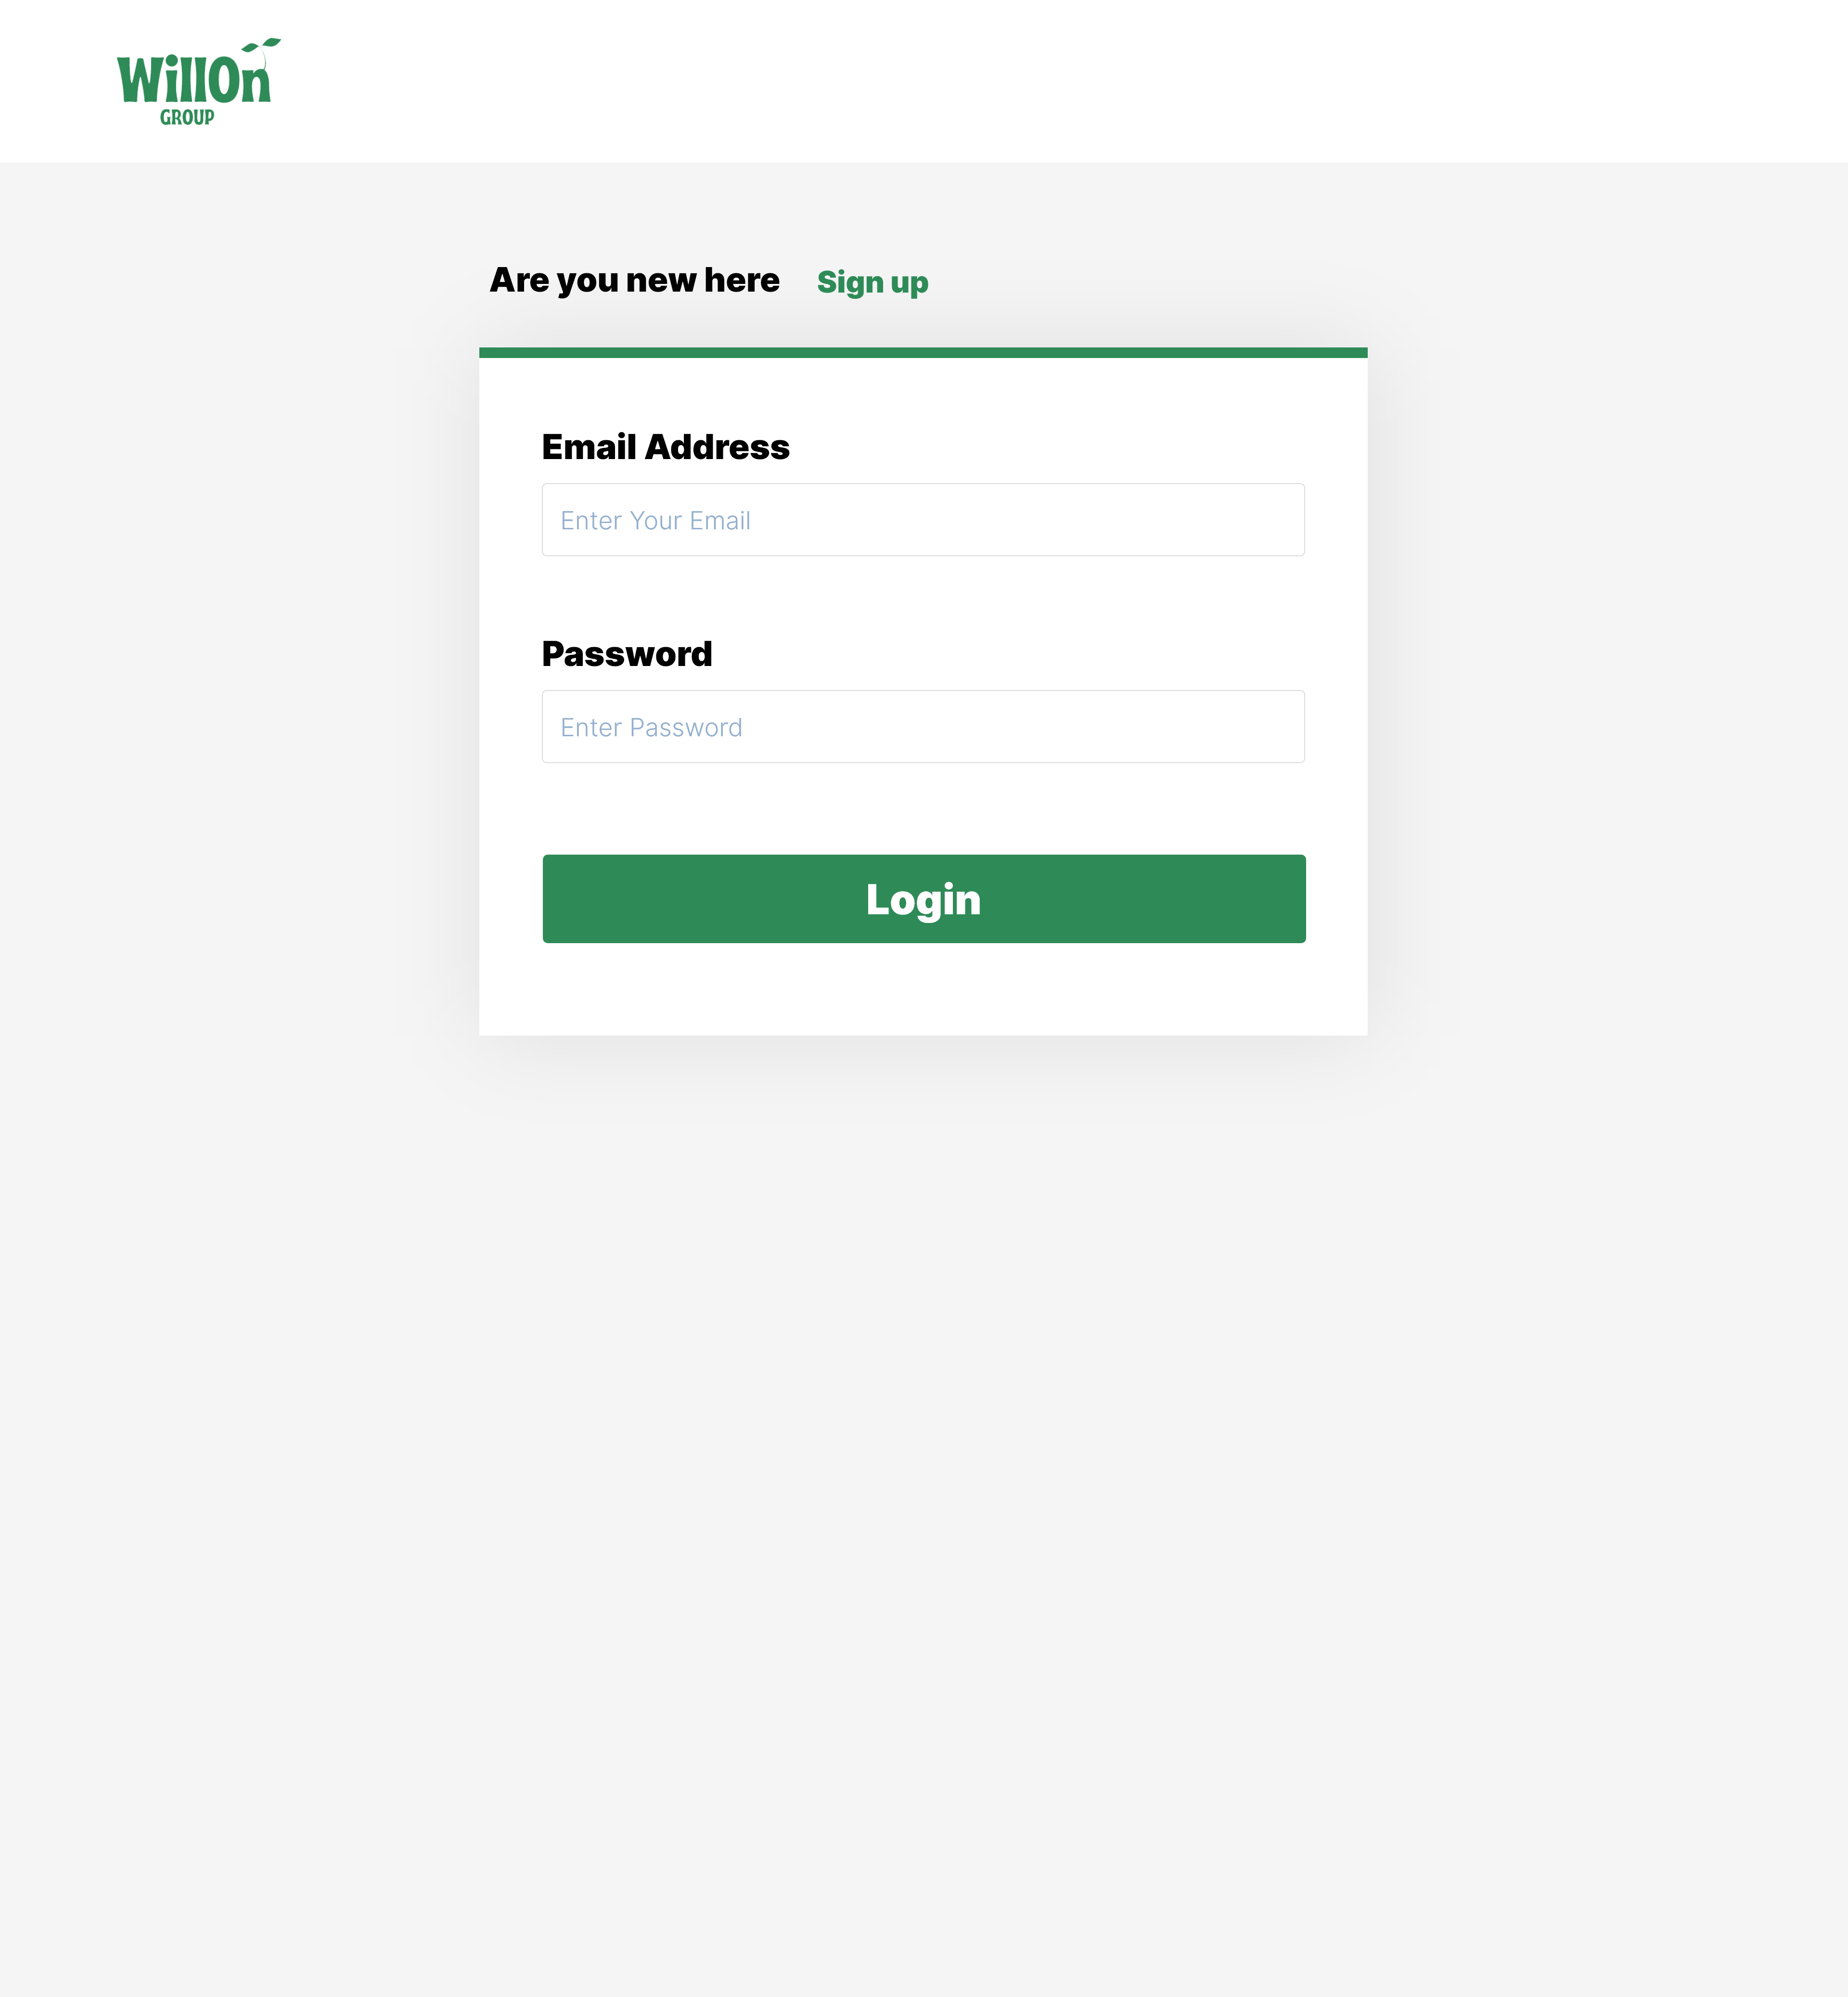 WillOn
GROUP
Are you new here Sign up
Email Address
Enter Your Email
Password
Enter Password
Login